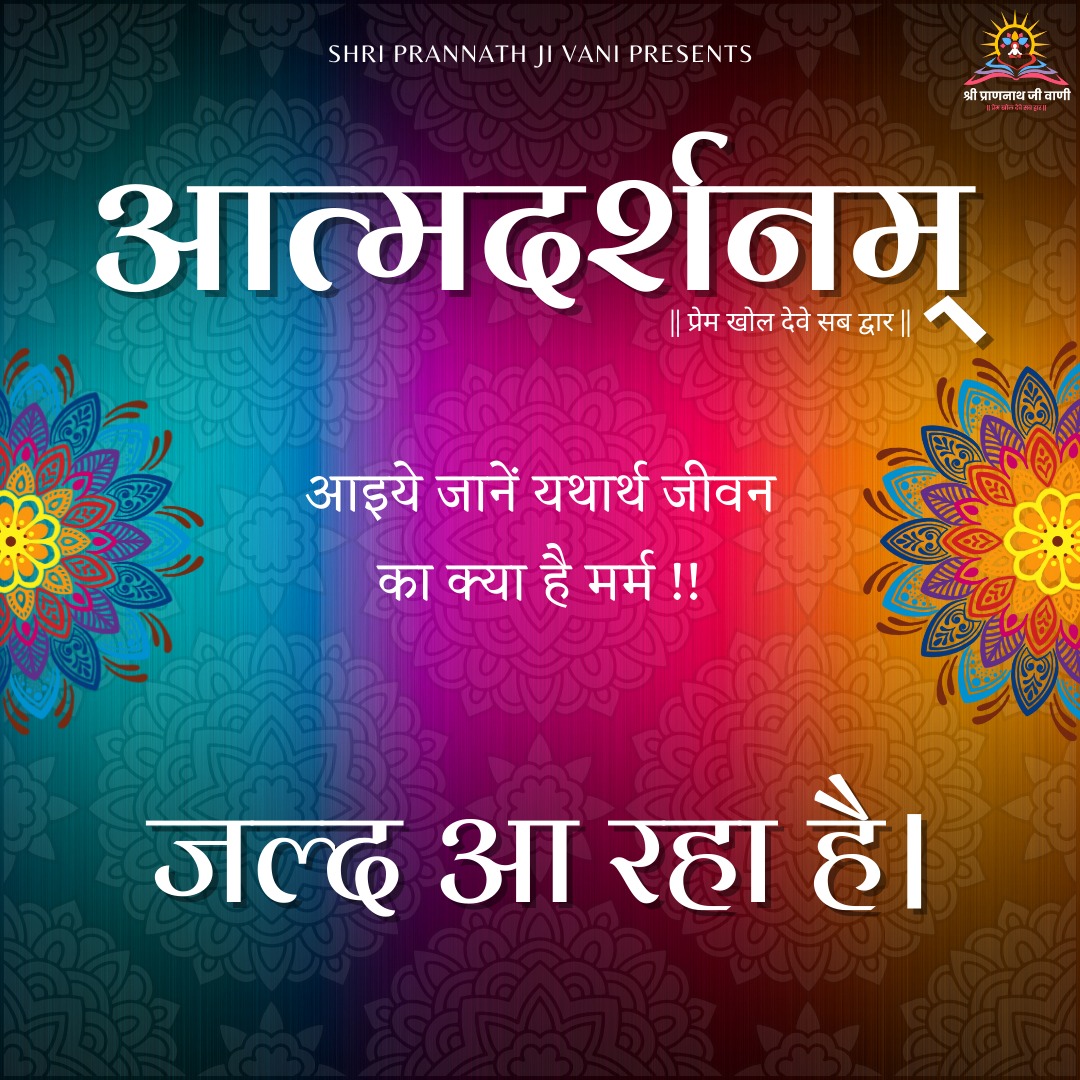 SHRI PRANNATH JI VANI PRESENTS
श्री प्राणनाथ जी वाणी
|| प्रेम खोल देवे सब द्वार ||
आत्मदर्शनम्
|| प्रेम खोल देवे सब द्वार ||
आइये जानें यथार्थ जीवन
का क्या है मर्म !!
जल्द आ रहा है।